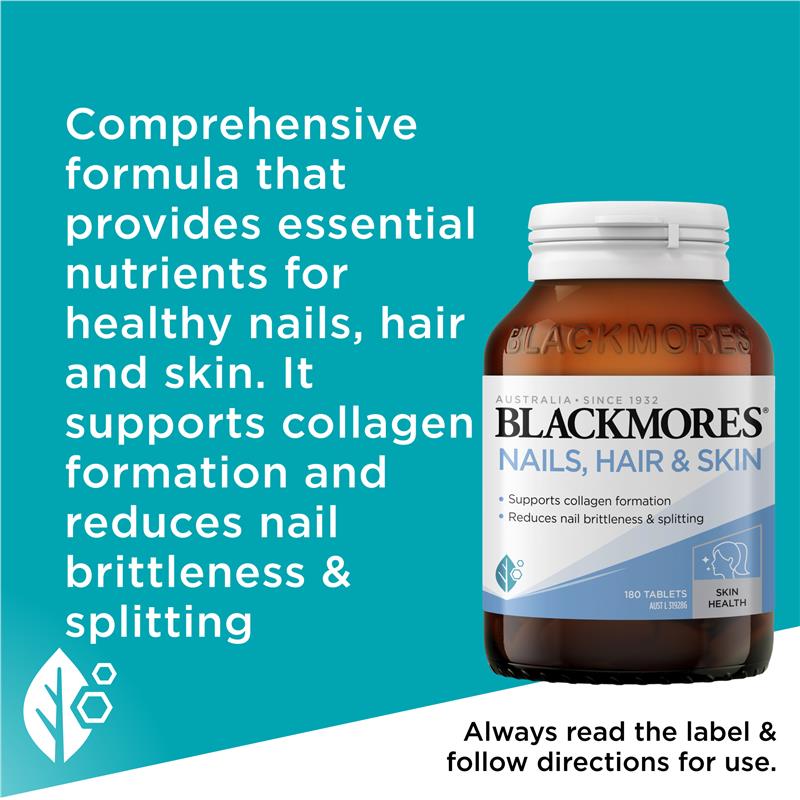 Comprehensive
formula that
provides essential
nutrients for
healthy nails, hair
and skin. It
supports collagen
formation and
reduces nail
brittleness &
splitting
BLACKMORES
AUSTRALIA • SINCE 1932
BLACKMORES®
NAILS, HAIR & SKIN
• Supports collagen formation
• Reduces nail brittleness & splitting
180 TABLETS
AUST L 319286
SKIN
HEALTH
Always read the label &
follow directions for use.